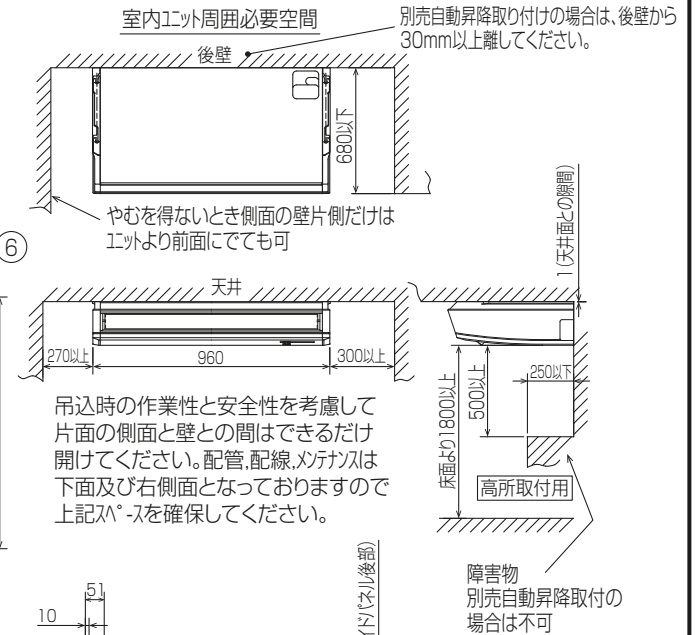 室内ユニット周囲必要空間
別売自動昇降取り付けの場合は、後壁から
30mm以上離してください。
後壁
680以下
やむを得ないとき側面の壁片側だけは
ユニットより前面にでても可
6
1(天井面との隙間)
天井
270以上
960
300以上
床面より1800以上
500以上
250以下
吊込時の作業性と安全性を考慮して
片面の側面と壁との間はできるだけ
開けてください。配管,配線,メンテナンスは
下面及び右側面となっておりますので
上記スペースを確保してください。
高所取付用
障害物
別売自動昇降取付の
場合は不可
51
10
イドパネル後部)